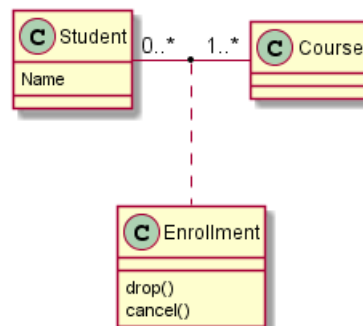 C Student
0..*
1..*
C Course
Name
C Enrollment
drop()
cancel()